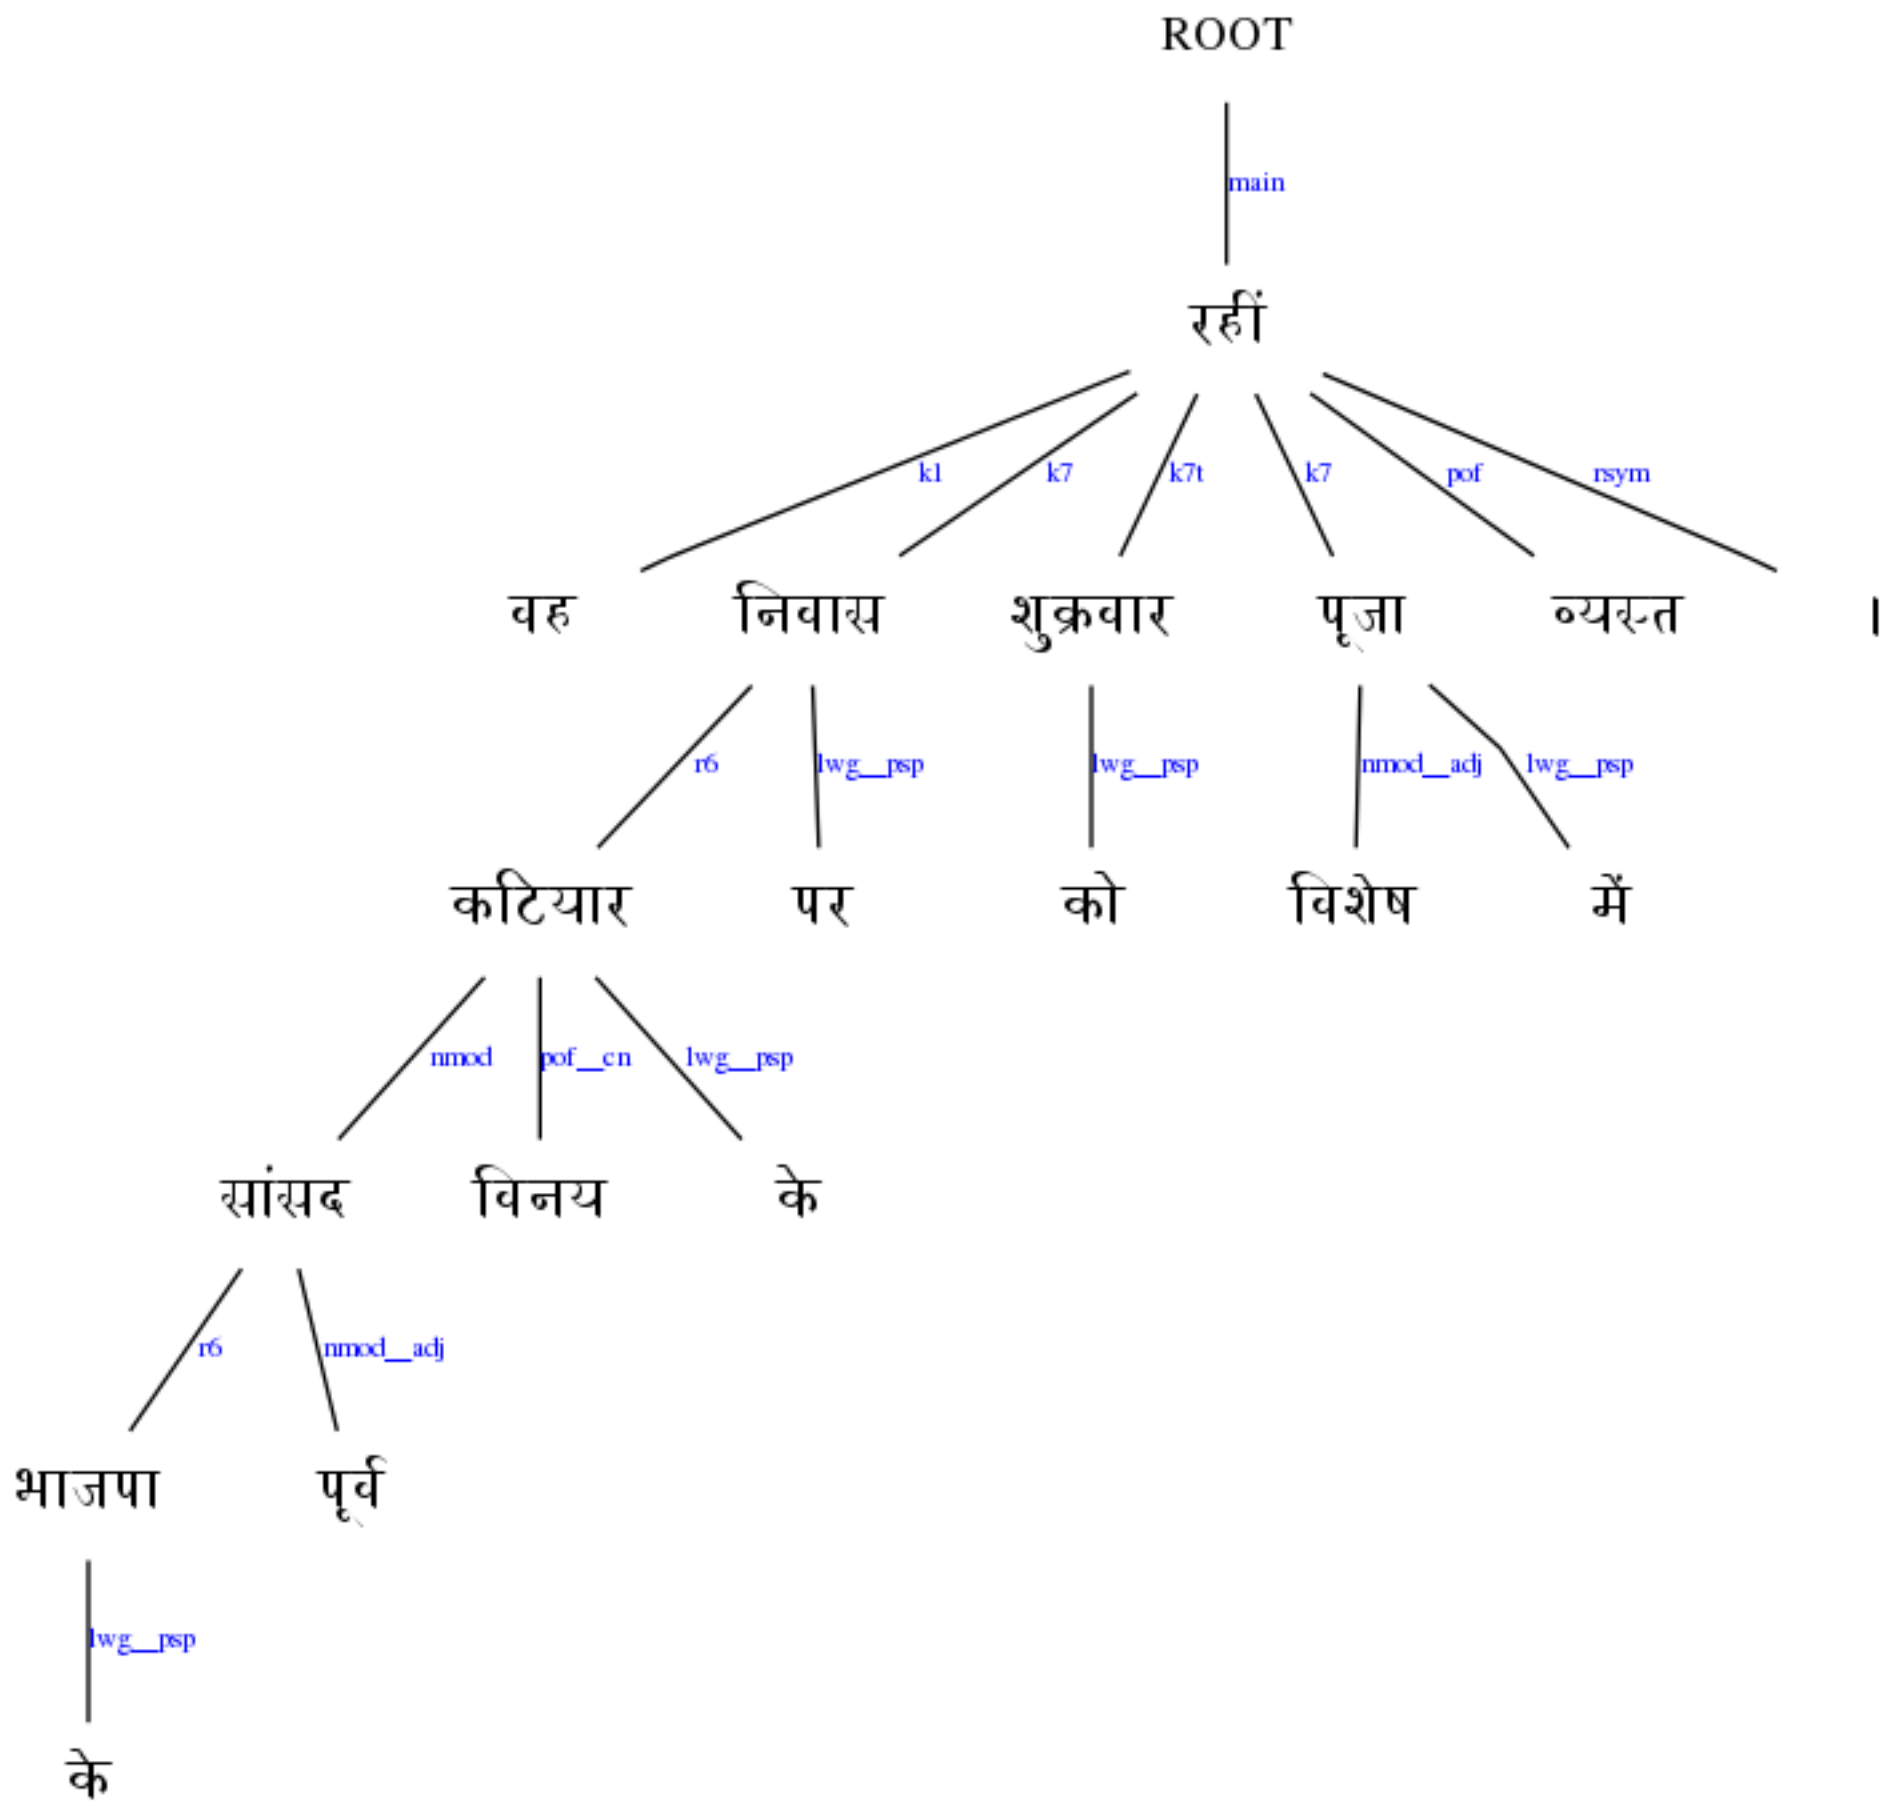 ROOT
main
रहीं
k1 k7 k7t k7 pof rsym
वह निवास शुक्रवार पूजा व्यस्त ।
r6 lwg__psp lwg__psp nmod__adj lwg__psp
कटियार पर को विशेष में
nmod pof__cn lwg__psp
सांसद विनय के
r6 nmod__adj
भाजपा पूर्व
lwg__psp
के